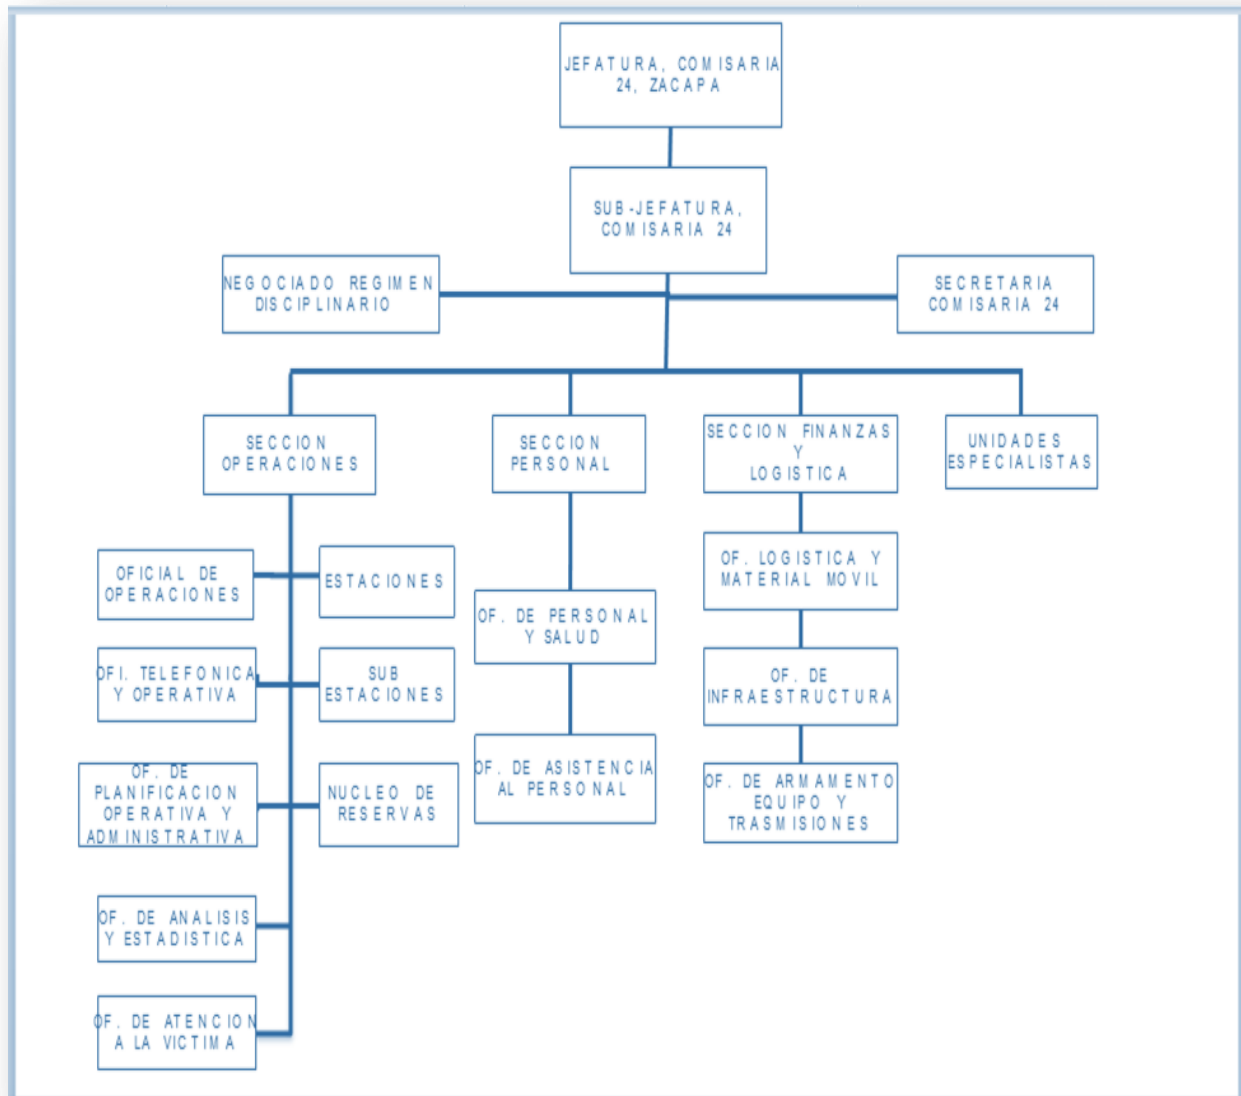 JEFATURA, COMISARIA
24, ZACAPA
SUB-JEFATURA,
COMISARIA 24
NEGOCIADO REGIMEN
DISCIPLINARIO
SECRETARIA
COMISARIA 24
SECCION
OPERACIONES
SECCION
PERSONAL
SECCION FINANZAS
Y
LOGISTICA
UNIDADES
ESPECIALISTAS
OFICIAL DE
OPERACIONES
ESTACIONES
OFI. TELEFONICA
Y OPERATIVA
SUB
ESTACIONES
OF. DE
PLANIFICACION
OPERATIVA Y
ADMINISTRATIVA
NUCLEO DE
RESERVAS
OF. DE ANALISIS
Y ESTADISTICA
OF. DE ATENCION
A LA VICTIMA
OF. DE PERSONAL
Y SALUD
OF. DE ASISTENCIA
AL PERSONAL
OF. LOGISTICA Y
MATERIAL MOVIL
OF. DE
INFRAESTRUCTURA
OF. DE ARMAMENTO
EQUIPO Y
TRASMISIONES